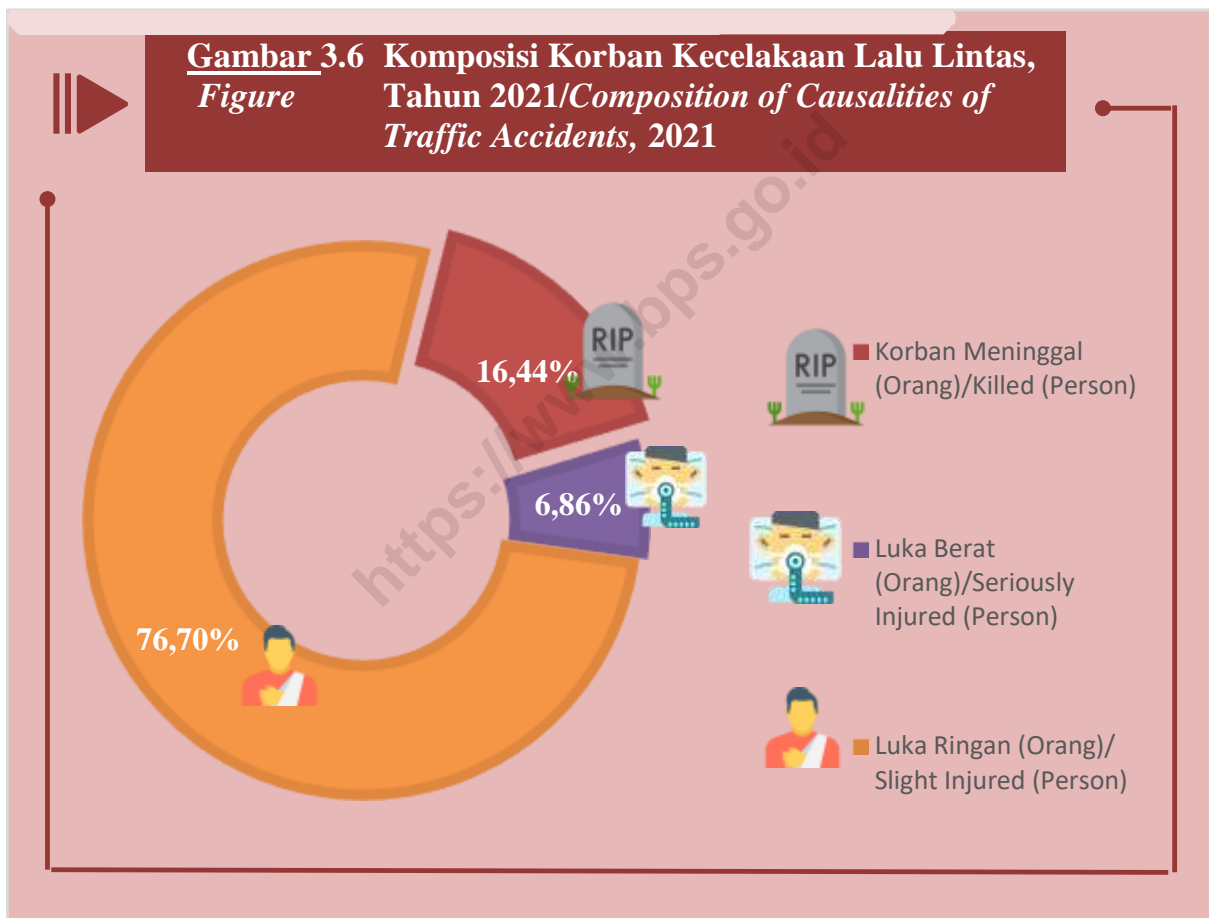 Gambar 3.6 Komposisi Korban Kecelakaan Lalu Lintas,
Figure Tahun 2021/Composition of Causalities of
Traffic Accidents, 2021
16,44%
RIP
6,86%
76,70%
RIP
Korban Meninggal
(Orang)/Killed (Person)
Luka Berat
(Orang)/Seriously
Injured (Person)
Luka Ringan (Orang)/
Slight Injured (Person)
https://www.bps.go.id